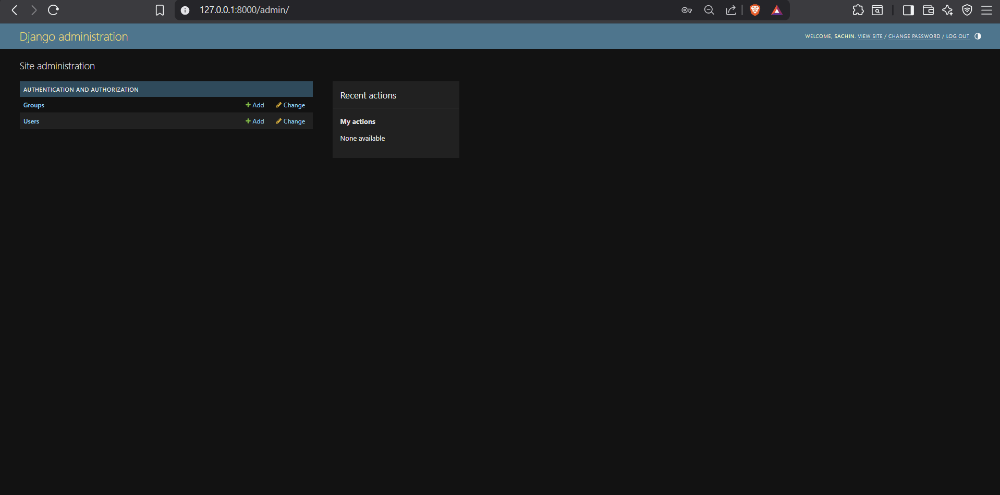 127.0.0.1:8000/admin/
Django administration
WELCOME, SACHIN. VIEW SITE / CHANGE PASSWORD / LOG OUT
Site administration
AUTHENTICATION AND AUTHORIZATION
Groups Add Change
Users Add Change
Recent actions
My actions
None available